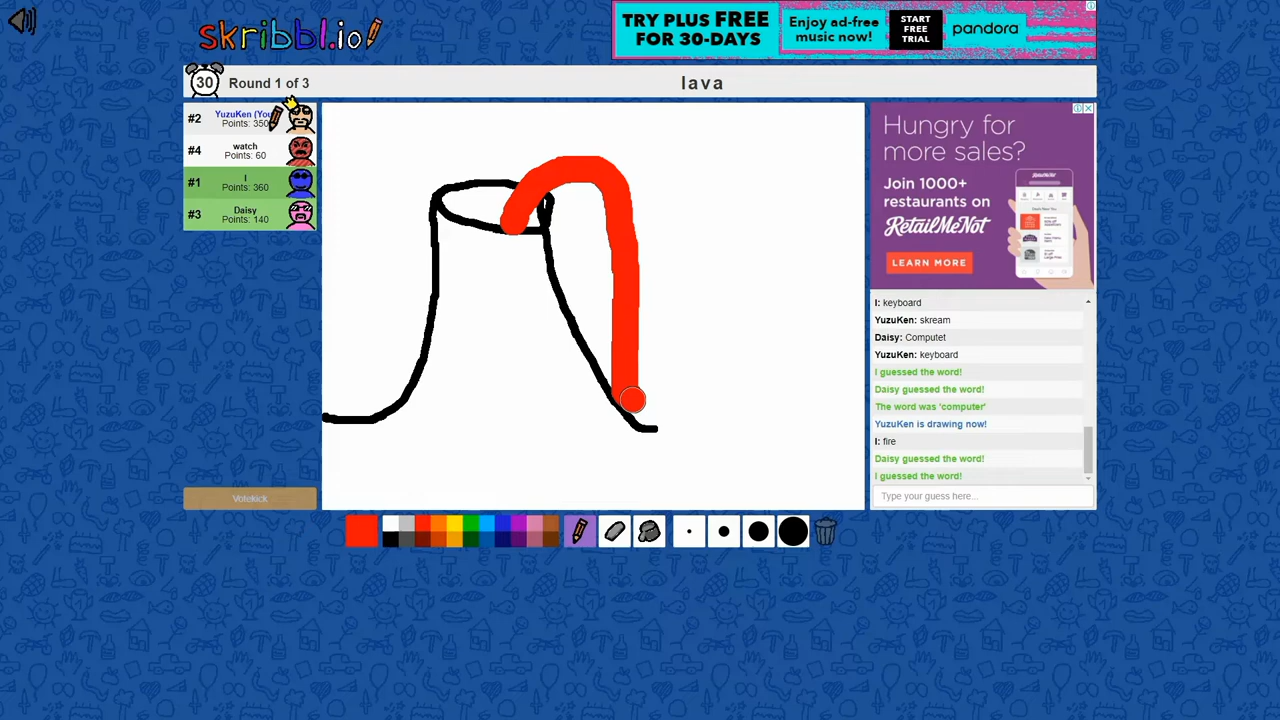 skribbl.io
TRY PLUS FREE
FOR 30-DAYS
Enjoy ad-free
music now!
START
FREE
TRIAL
pandora
30
Round 1 of 3
lava
#2
YuzuKen (You
Points: 350
#4
watch
Points: 60
#1
I
Points: 360
#3
Daisy
Points: 140
Votekick
Hungry for
more sales?
Join 1000+
restaurants on
RetailMeNot
LEARN MORE
I: keyboard
YuzuKen: skream
Daisy: Computet
YuzuKen: keyboard
I guessed the word!
Daisy guessed the word!
The word was 'computer'
YuzuKen is drawing now!
I: fire
Daisy guessed the word!
I guessed the word!
Type your guess here...